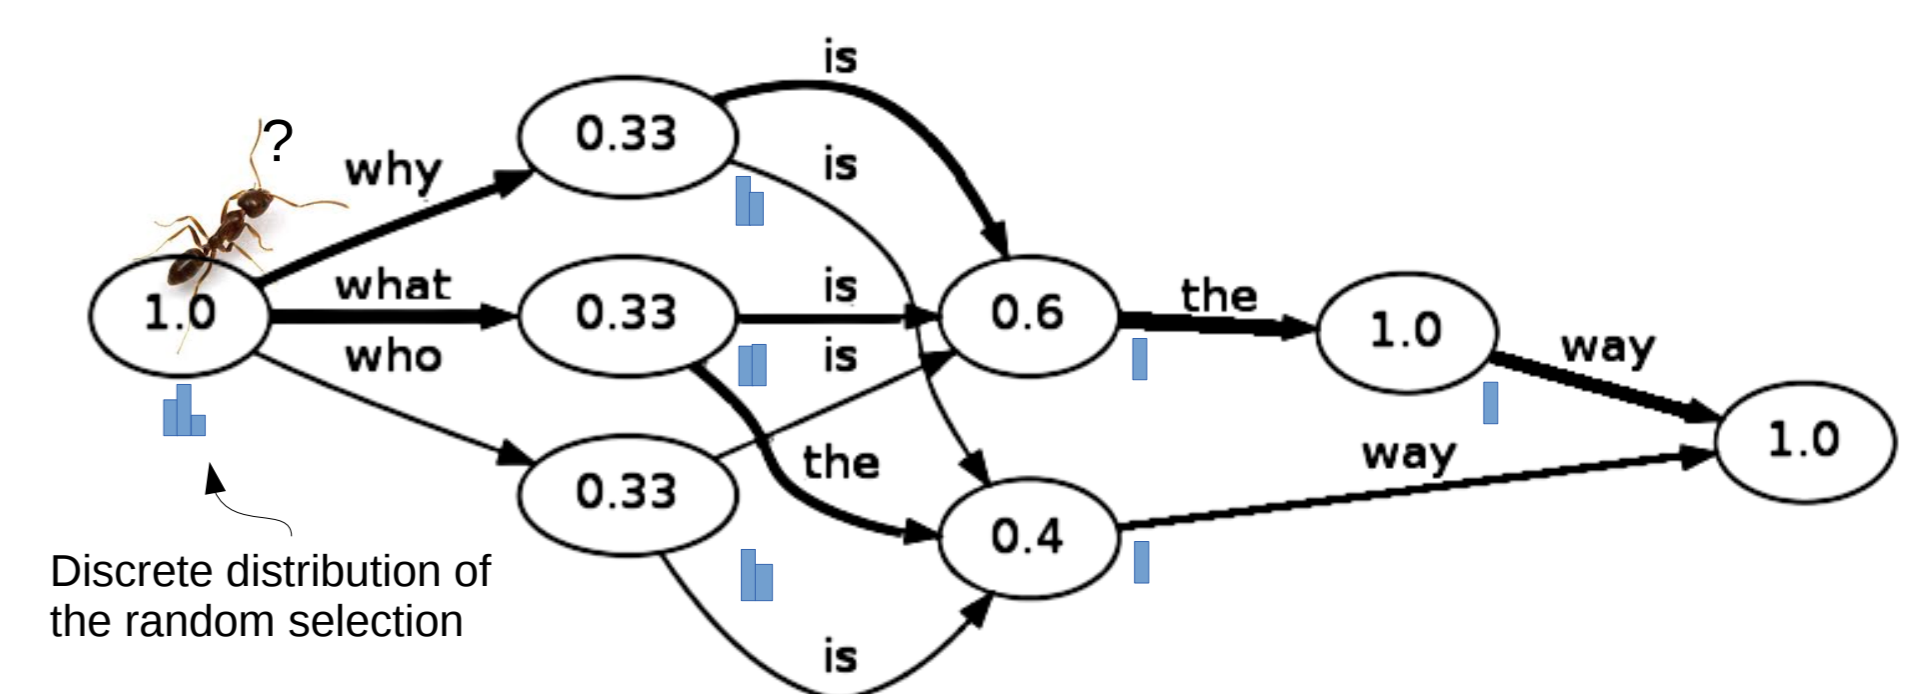 is
?
why
0.33
is
1.0
what
0.33
is
0.6
the
1.0
way
who
is
1.0
0.33
the
way
0.4
Discrete distribution of
the random selection
is